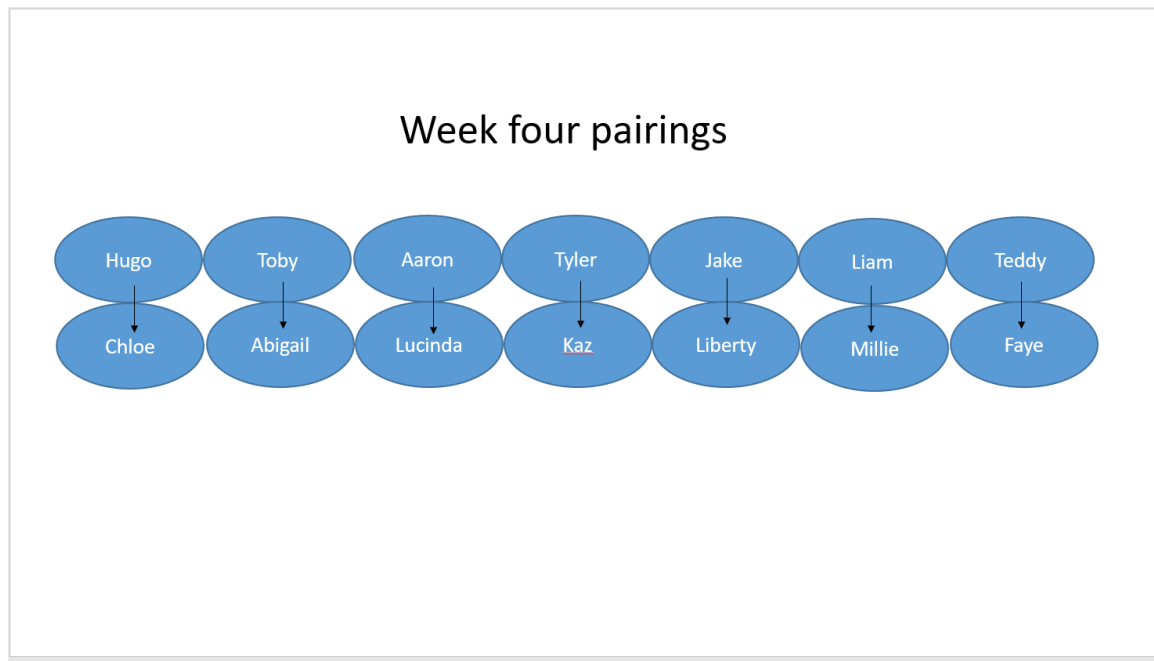 Week four pairings
Hugo Toby Aaron Tyler Jake Liam Teddy
Chloe Abigail Lucinda Kaz Liberty Millie Faye